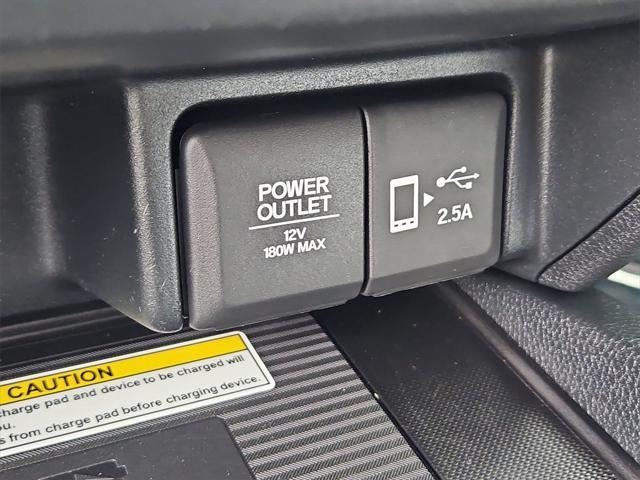 POWER
OUTLET
12V
180W MAX
2.5A
CAUTION
charge pad and device to be charged will
you.
s from charge pad before charging device.